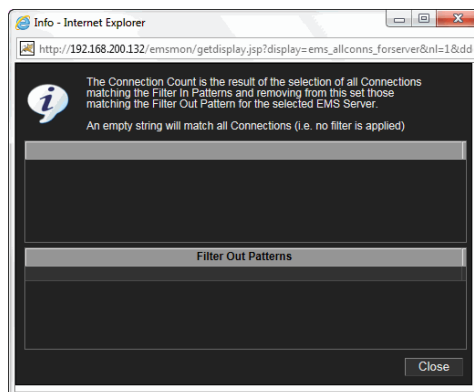 Info - Internet Explorer
http://192.168.200.132/emsmon/getdisplay.jsp?display=ems_allconns_forserver&nl=1&dd
The Connection Count is the result of the selection of all Connections
matching the Filter In Patterns and removing from this set those
matching the Filter Out Pattern for the selected EMS Server.
An empty string will match all Connections (i.e. no filter is applied)
Filter Out Patterns
Close